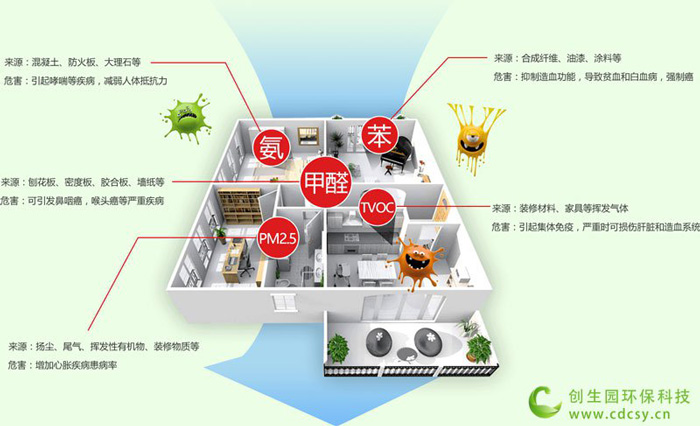 来源：混凝土、防火板、大理石等
危害：引起哮喘等疾病，减弱人体抵抗力
来源：合成纤维、油漆、涂料等
危害：抑制造血功能，导致贫血和白血病，强制癌
氨
苯
甲醛
TVOC
PM2.5
来源：刨花板、密度板、胶合板、墙纸等
危害：可引发鼻咽癌，喉头癌等严重疾病
来源：装修材料、家具等挥发气体
危害：引起集体免疫，严重时可损伤肝脏和造血系统
来源：扬尘、尾气、挥发性有机物、装修物质等
危害：增加心胀疾病患病率
创生园环保科技
www.cdcsy.cn